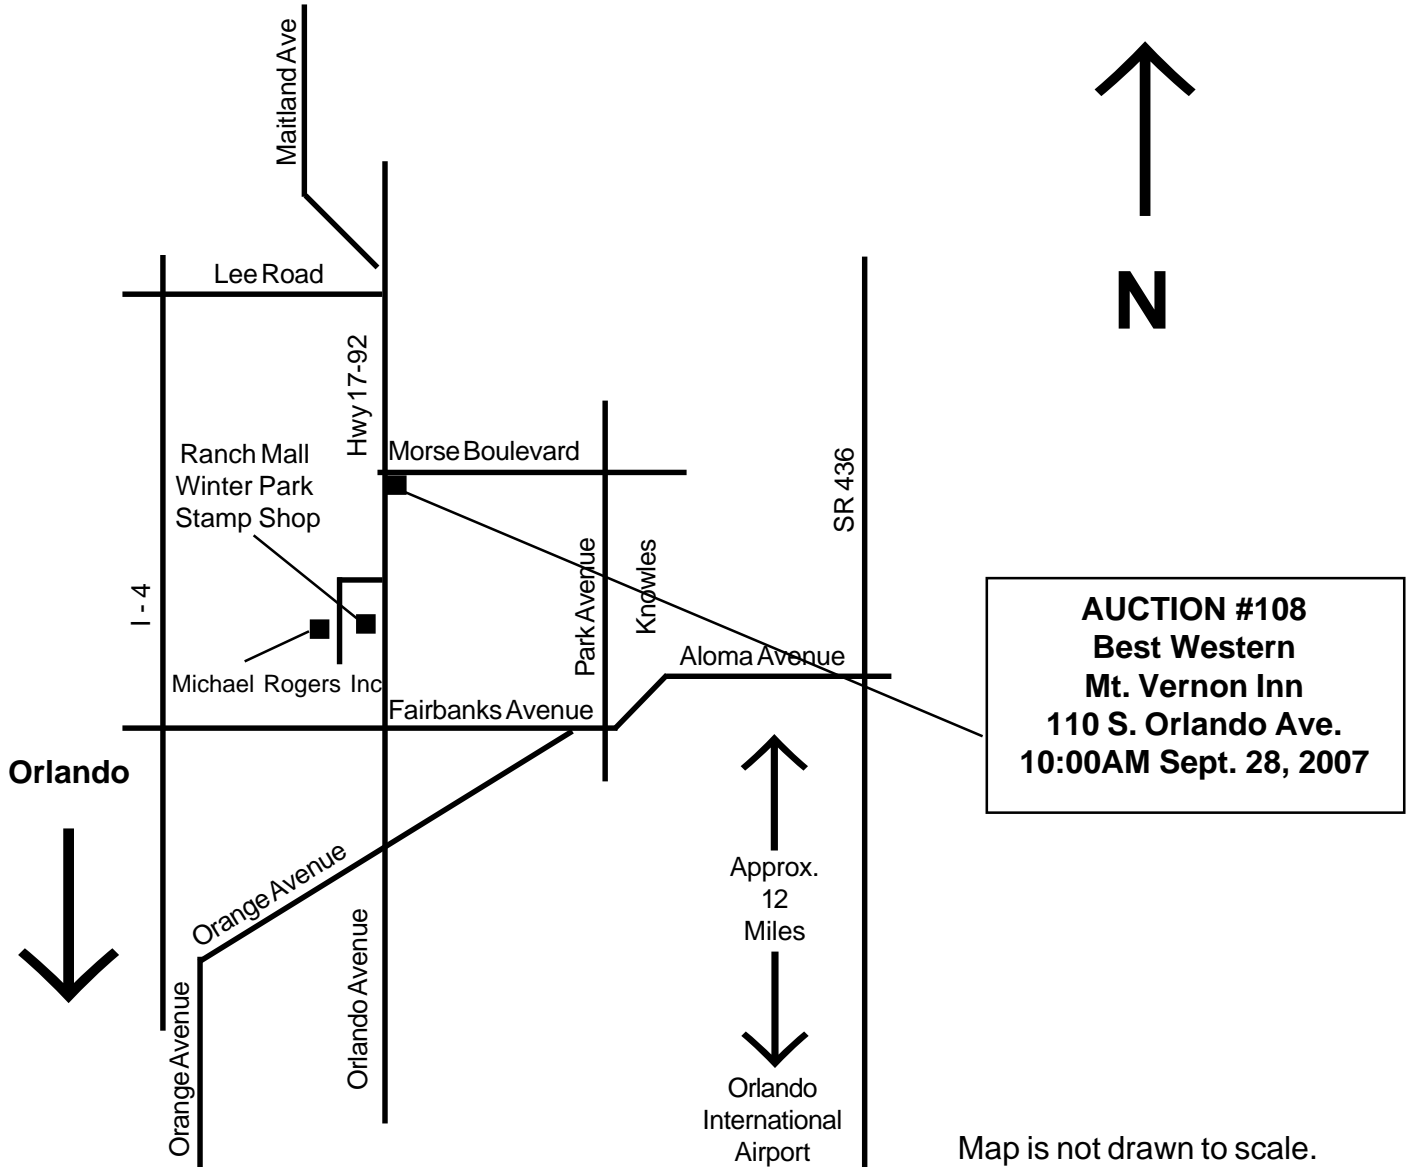 Maitland Ave
N
Lee Road
Hwy 17-92
Morse Boulevard
Ranch Mall
Winter Park
Stamp Shop
SR 436
I - 4
Park Avenue
Knowles
AUCTION #108
Best Western
Mt. Vernon Inn
110 S. Orlando Ave.
10:00AM Sept. 28, 2007
Aloma Avenue
Michael Rogers Inc
Fairbanks Avenue
Orlando
Orange Avenue
Approx.
12
Miles
Orlando Avenue
Orange Avenue
Orlando
International
Airport
Map is not drawn to scale.